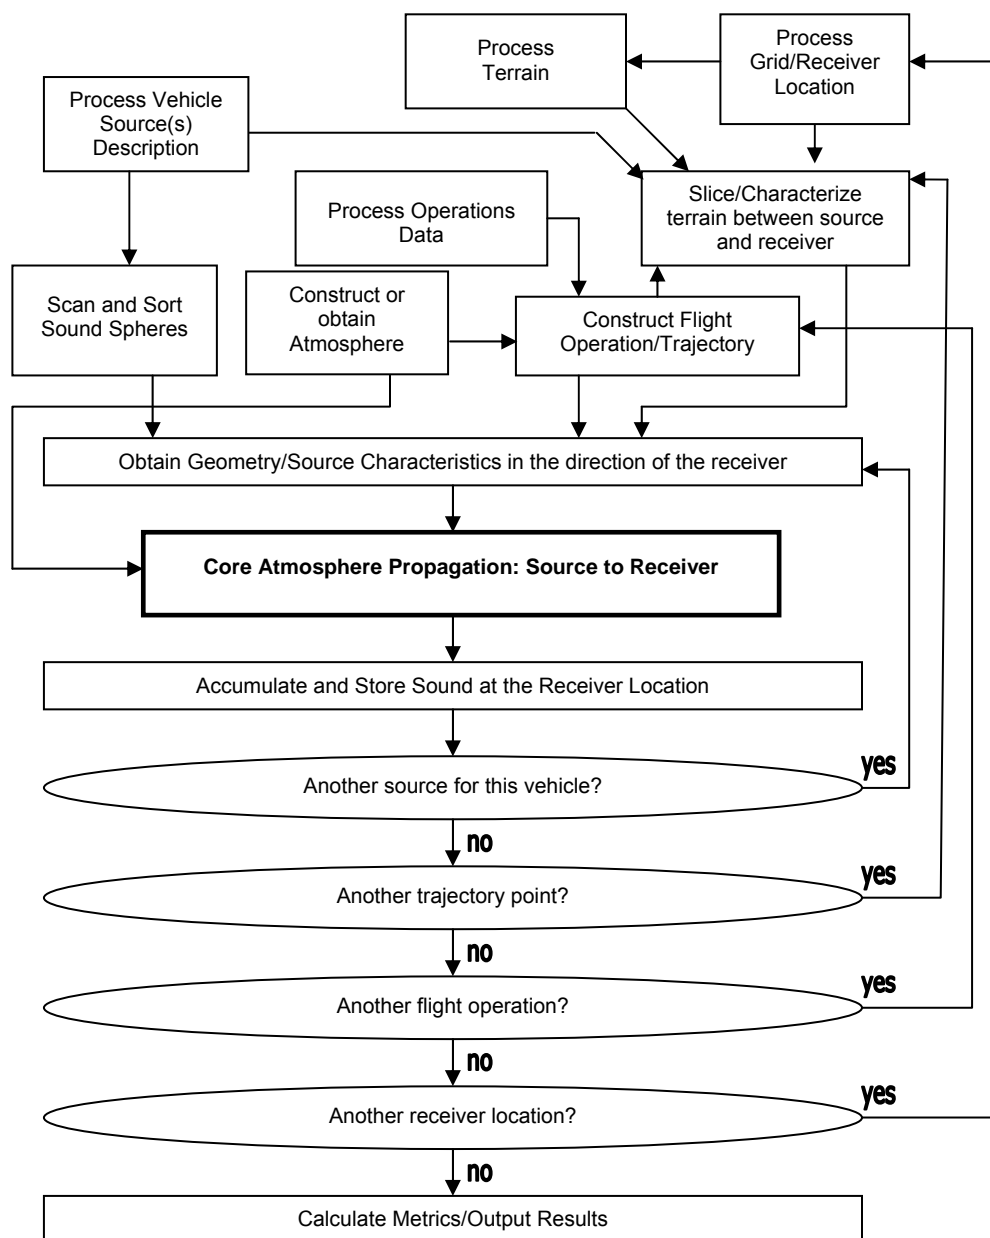 Process
Terrain
Process
Grid/Receiver
Location
Process Vehicle
Source(s)
Description
Process Operations
Data
Slice/Characterize
terrain between source
and receiver
Scan and Sort
Sound Spheres
Construct or
obtain
Atmosphere
Construct Flight
Operation/Trajectory
Obtain Geometry/Source Characteristics in the direction of the receiver
Core Atmosphere Propagation: Source to Receiver
Accumulate and Store Sound at the Receiver Location
Another source for this vehicle?
yes
no
Another trajectory point?
yes
no
Another flight operation?
yes
no
Another receiver location?
yes
no
Calculate Metrics/Output Results